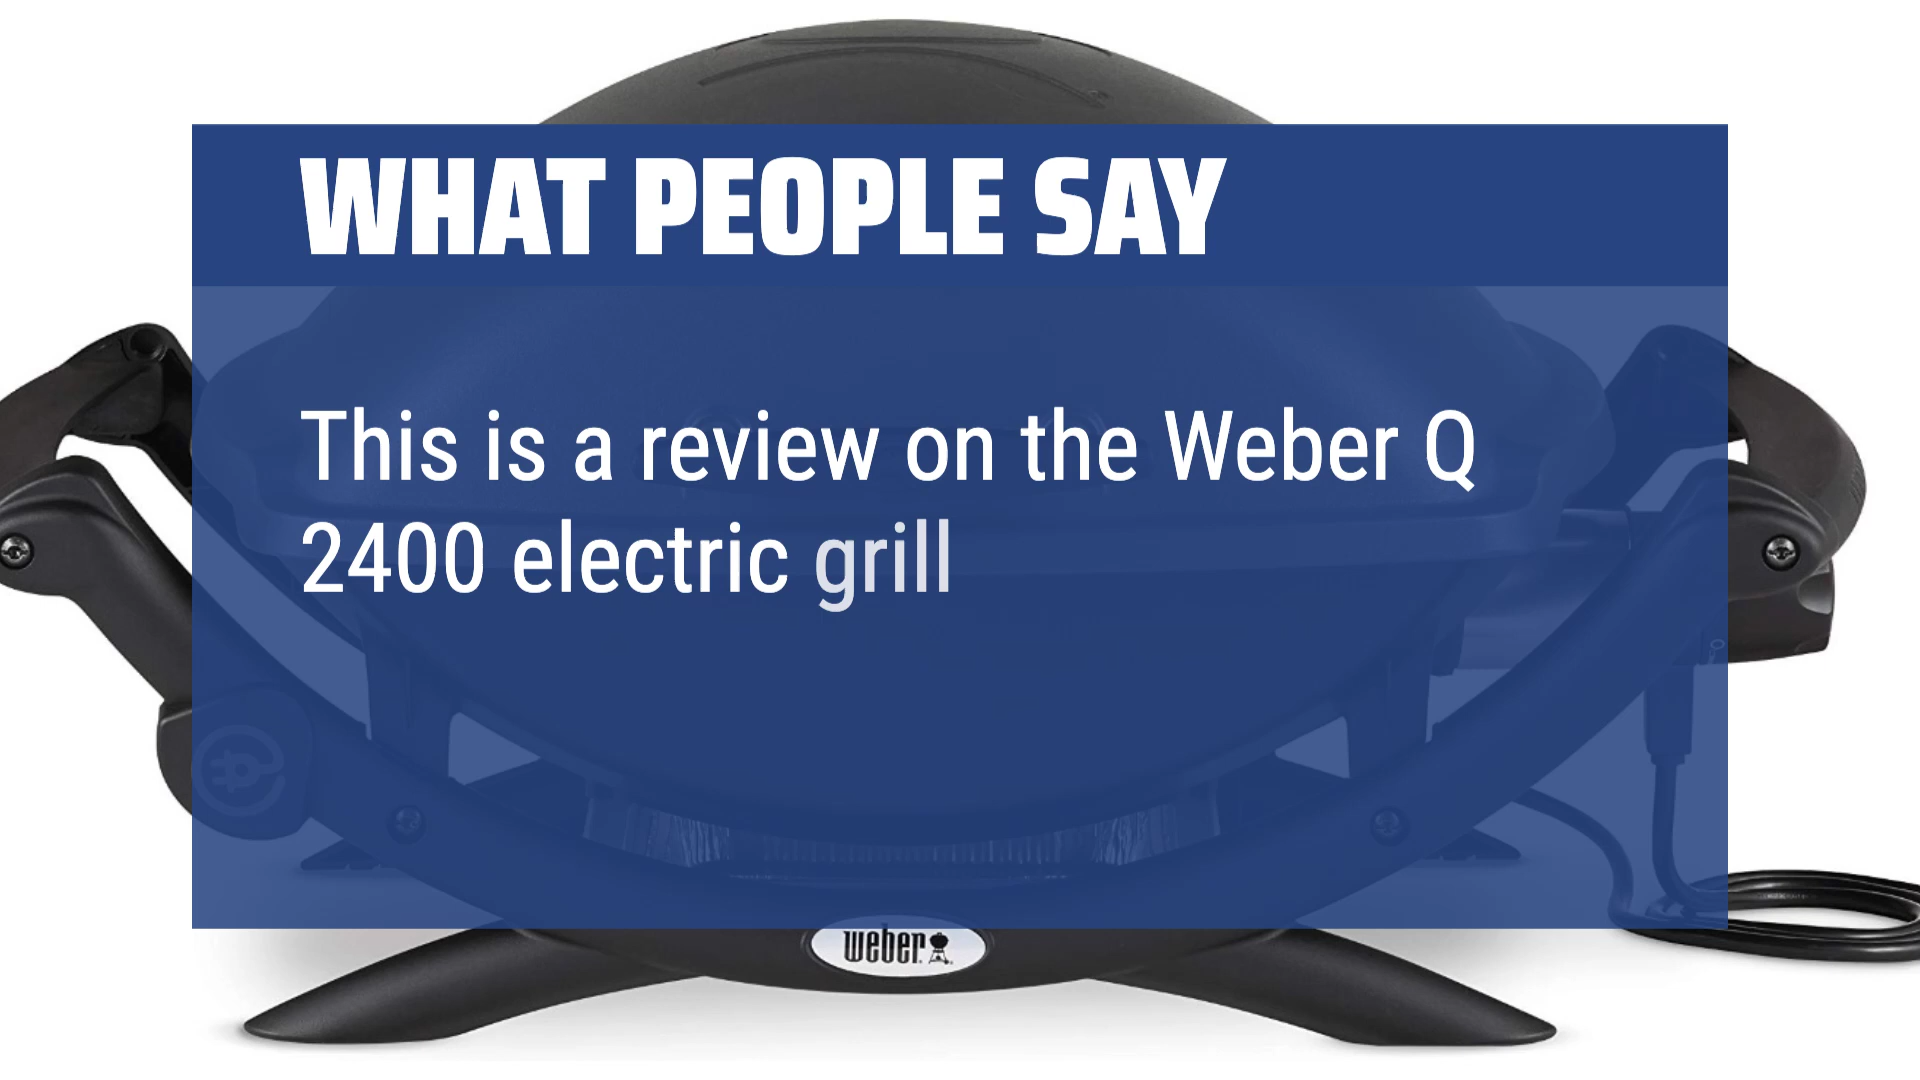 WHAT PEOPLE SAY
This is a review on the Weber Q
2400 electric grill
weber